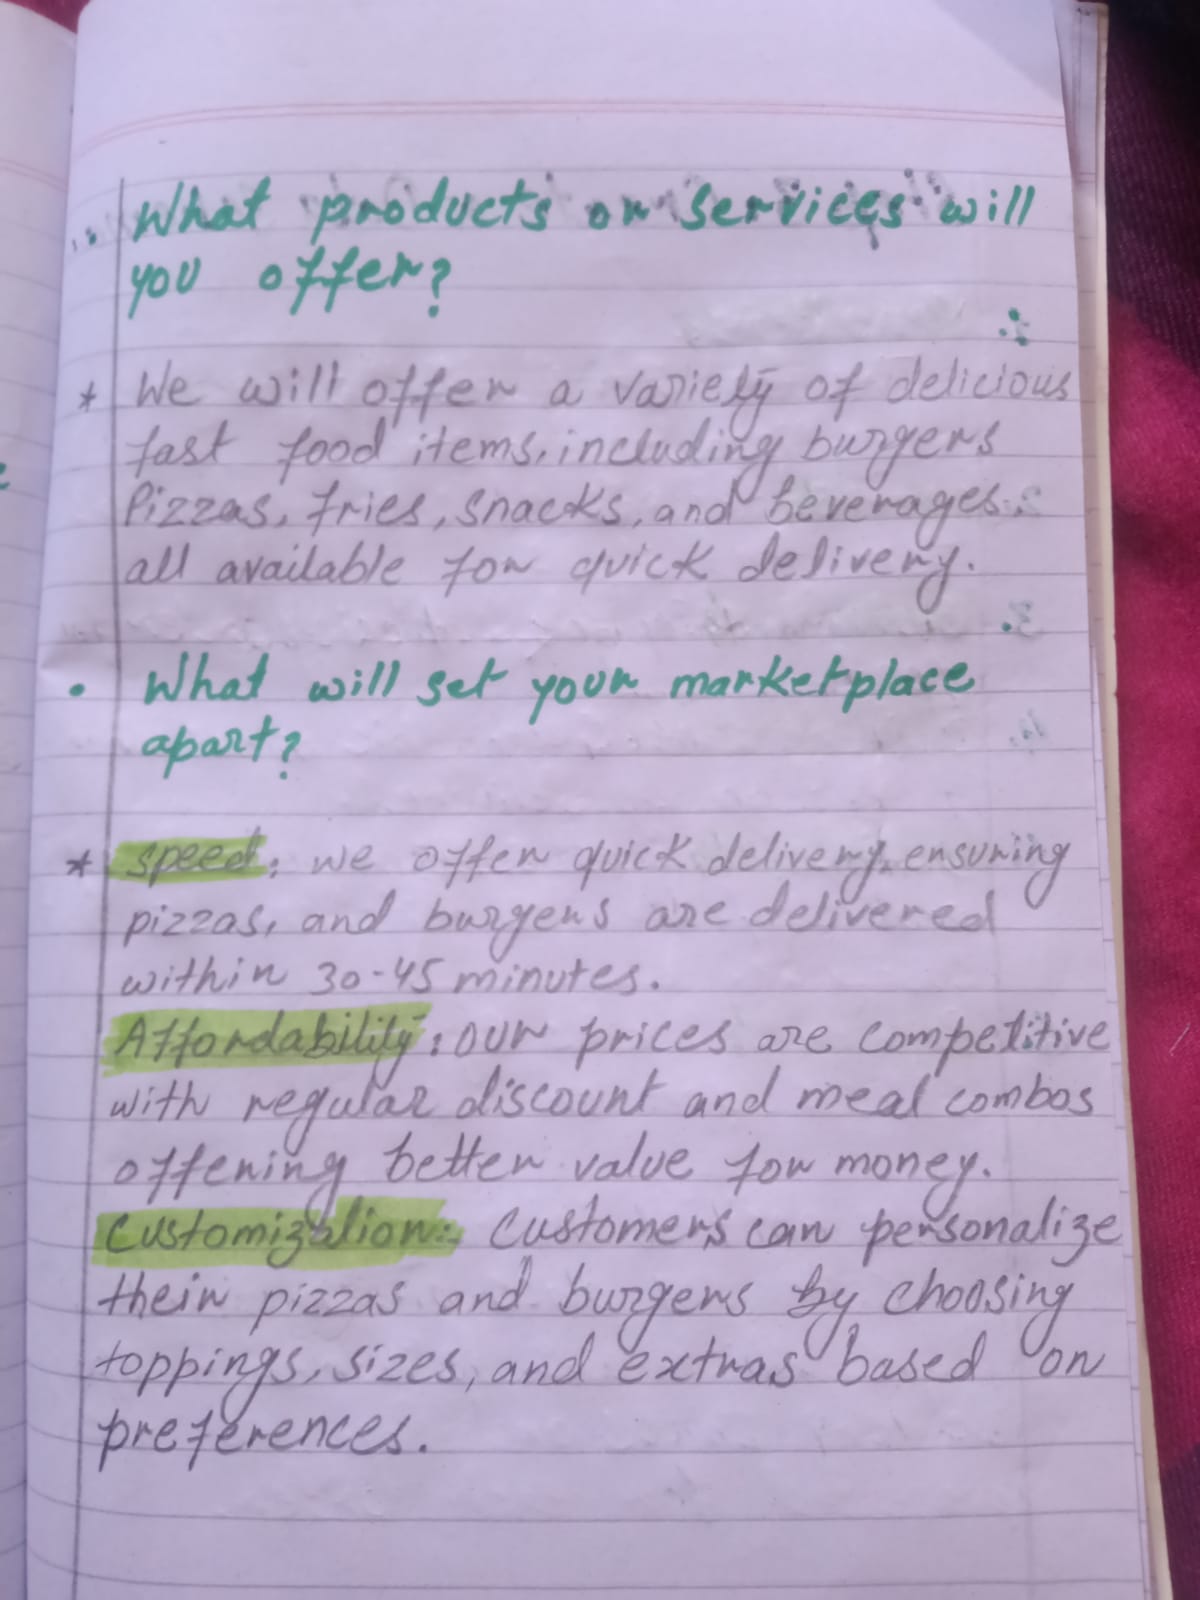 What products or services will
you offer?
* We will offer a variety of delicious
fast food items, including burgers
Pizzas, fries, snacks, and beverages.
all available for quick delivery.
• What will set your marketplace
apart?
* Speed: we offer quick delivery, ensuring
pizzas, and burgers are delivered
within 30-45 minutes.
Affordability: our prices are competitive
with regular discount and meal combos
offering better value for money.
Customization: Customers can personalize
their pizzas and burgers by choosing
toppings, sizes, and extras based on
preferences.